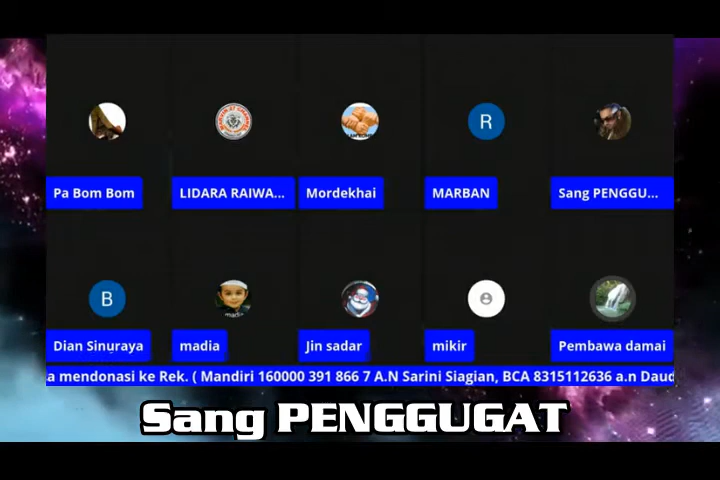 R
Pa Bom Bom
LIDARA RAIWA...
Mordekhai
MARBAN
Sang PENGGU...
B
Dian Sinuraya
madia
Jin sadar
mikir
Pembawa damai
a mendonasi ke Rek. ( Mandiri 160000 391 866 7 A.N Sarini Siagian, BCA 8315112636 a.n Daud
Sang PENGGUGAT